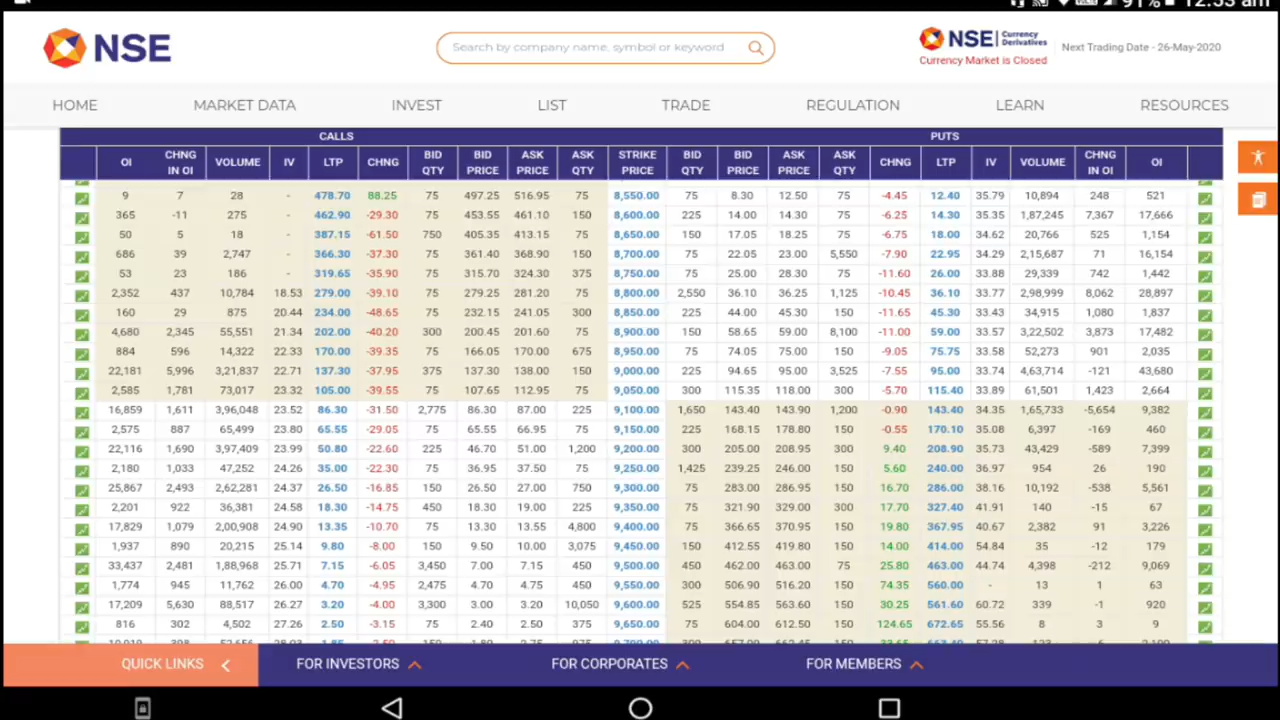 91% 12:53 am
NSE
Search by company name, symbol or keyword
NSE Currency Derivatives
Currency Market is Closed
Next Trading Date - 26-May-2020
HOME MARKET DATA INVEST LIST TRADE REGULATION LEARN RESOURCES
CALLS PUTS
OI CHNG IN OI VOLUME IV LTP CHNG BID QTY BID PRICE ASK PRICE ASK QTY STRIKE PRICE BID QTY BID PRICE ASK PRICE ASK QTY CHNG LTP IV VOLUME CHNG IN OI OI
9 7 28 - 478.70 88.25 75 497.25 516.95 75 8,550.00 75 8.30 12.50 75 -4.45 12.40 35.79 10,894 248 521
365 -11 275 - 462.90 -29.30 75 453.55 461.10 150 8,600.00 225 14.00 14.30 75 -6.25 14.30 35.35 1,87,245 7,367 17,666
50 5 18 - 387.15 -61.50 750 405.35 413.15 75 8,650.00 150 17.05 18.25 75 -6.75 18.00 34.62 20,766 525 1,154
686 39 2,747 - 366.30 -37.30 75 361.40 368.90 150 8,700.00 75 22.05 23.00 5,550 -7.90 22.95 34.29 2,15,687 71 16,154
53 23 186 - 319.65 -35.90 75 315.70 324.30 375 8,750.00 75 25.00 28.30 75 -11.60 26.00 33.88 29,339 742 1,442
2,352 437 10,784 18.53 279.00 -39.10 75 279.25 281.20 75 8,800.00 2,550 36.10 36.25 1,125 -10.45 36.10 33.77 2,98,999 8,062 28,897
160 29 875 20.44 234.00 -48.65 75 232.15 241.05 300 8,850.00 225 44.00 45.30 150 -11.65 45.30 33.43 34,915 1,080 1,837
4,680 2,345 55,551 21.34 202.00 -40.20 300 200.45 201.60 75 8,900.00 150 58.65 59.00 8,100 -11.00 59.00 33.57 3,22,502 3,873 17,482
884 596 14,322 22.33 170.00 -39.35 75 166.05 170.00 675 8,950.00 75 74.05 75.00 150 -9.05 75.75 33.58 52,273 901 2,035
22,181 5,996 3,21,837 22.71 137.30 -37.95 375 137.30 138.00 150 9,000.00 225 94.65 95.00 3,525 -7.55 95.00 33.74 4,63,714 -121 43,680
2,585 1,781 73,017 23.32 105.00 -39.55 75 107.65 112.95 75 9,050.00 300 115.35 118.00 300 -5.70 115.40 33.89 61,501 1,423 2,664
16,859 1,611 3,96,048 23.52 86.30 -31.50 2,775 86.30 87.00 225 9,100.00 1,650 143.40 143.90 1,200 -0.90 143.40 34.35 1,65,733 -5,654 9,382
2,575 887 65,499 23.80 65.55 -29.05 75 65.55 66.95 75 9,150.00 225 168.15 178.80 150 -0.55 170.10 35.08 6,397 -169 460
22,116 1,690 3,97,409 23.99 50.80 -22.60 225 46.70 51.00 1,200 9,200.00 300 205.00 208.95 300 9.40 208.90 35.73 43,429 -589 7,399
2,180 1,033 47,252 24.26 35.00 -22.30 75 36.95 37.50 75 9,250.00 1,425 239.25 246.00 150 5.60 240.00 36.97 954 26 190
25,867 2,493 2,62,281 24.37 26.50 -16.85 150 26.50 27.00 750 9,300.00 75 283.00 286.95 150 16.70 286.00 38.16 10,192 -538 5,561
2,201 922 36,381 24.58 18.30 -14.75 450 18.30 19.00 225 9,350.00 75 321.90 329.00 300 17.70 327.40 41.91 140 -15 67
17,829 1,079 2,00,908 24.90 13.35 -10.70 75 13.30 13.55 4,800 9,400.00 75 366.65 370.95 150 19.80 367.95 40.67 2,382 91 3,226
1,937 890 20,215 25.14 9.80 -8.00 150 9.50 10.00 3,075 9,450.00 150 412.55 419.80 150 14.00 414.00 54.84 35 -12 179
33,437 2,481 1,88,968 25.71 7.15 -6.05 3,450 7.00 7.15 450 9,500.00 450 462.00 463.00 75 25.80 463.00 44.74 4,398 -212 9,069
1,774 945 11,762 26.00 4.70 -4.95 2,475 4.70 4.75 450 9,550.00 300 506.90 516.20 150 74.35 560.00 - 13 1 63
17,209 5,630 88,517 26.27 3.20 -4.00 3,300 3.00 3.20 10,050 9,600.00 525 554.85 563.60 150 30.25 561.60 60.72 339 -1 920
816 302 4,502 27.26 2.50 -3.15 75 2.40 2.50 375 9,650.00 75 604.00 612.50 150 124.65 672.65 55.56 8 3 9
QUICK LINKS FOR INVESTORS FOR CORPORATES FOR MEMBERS